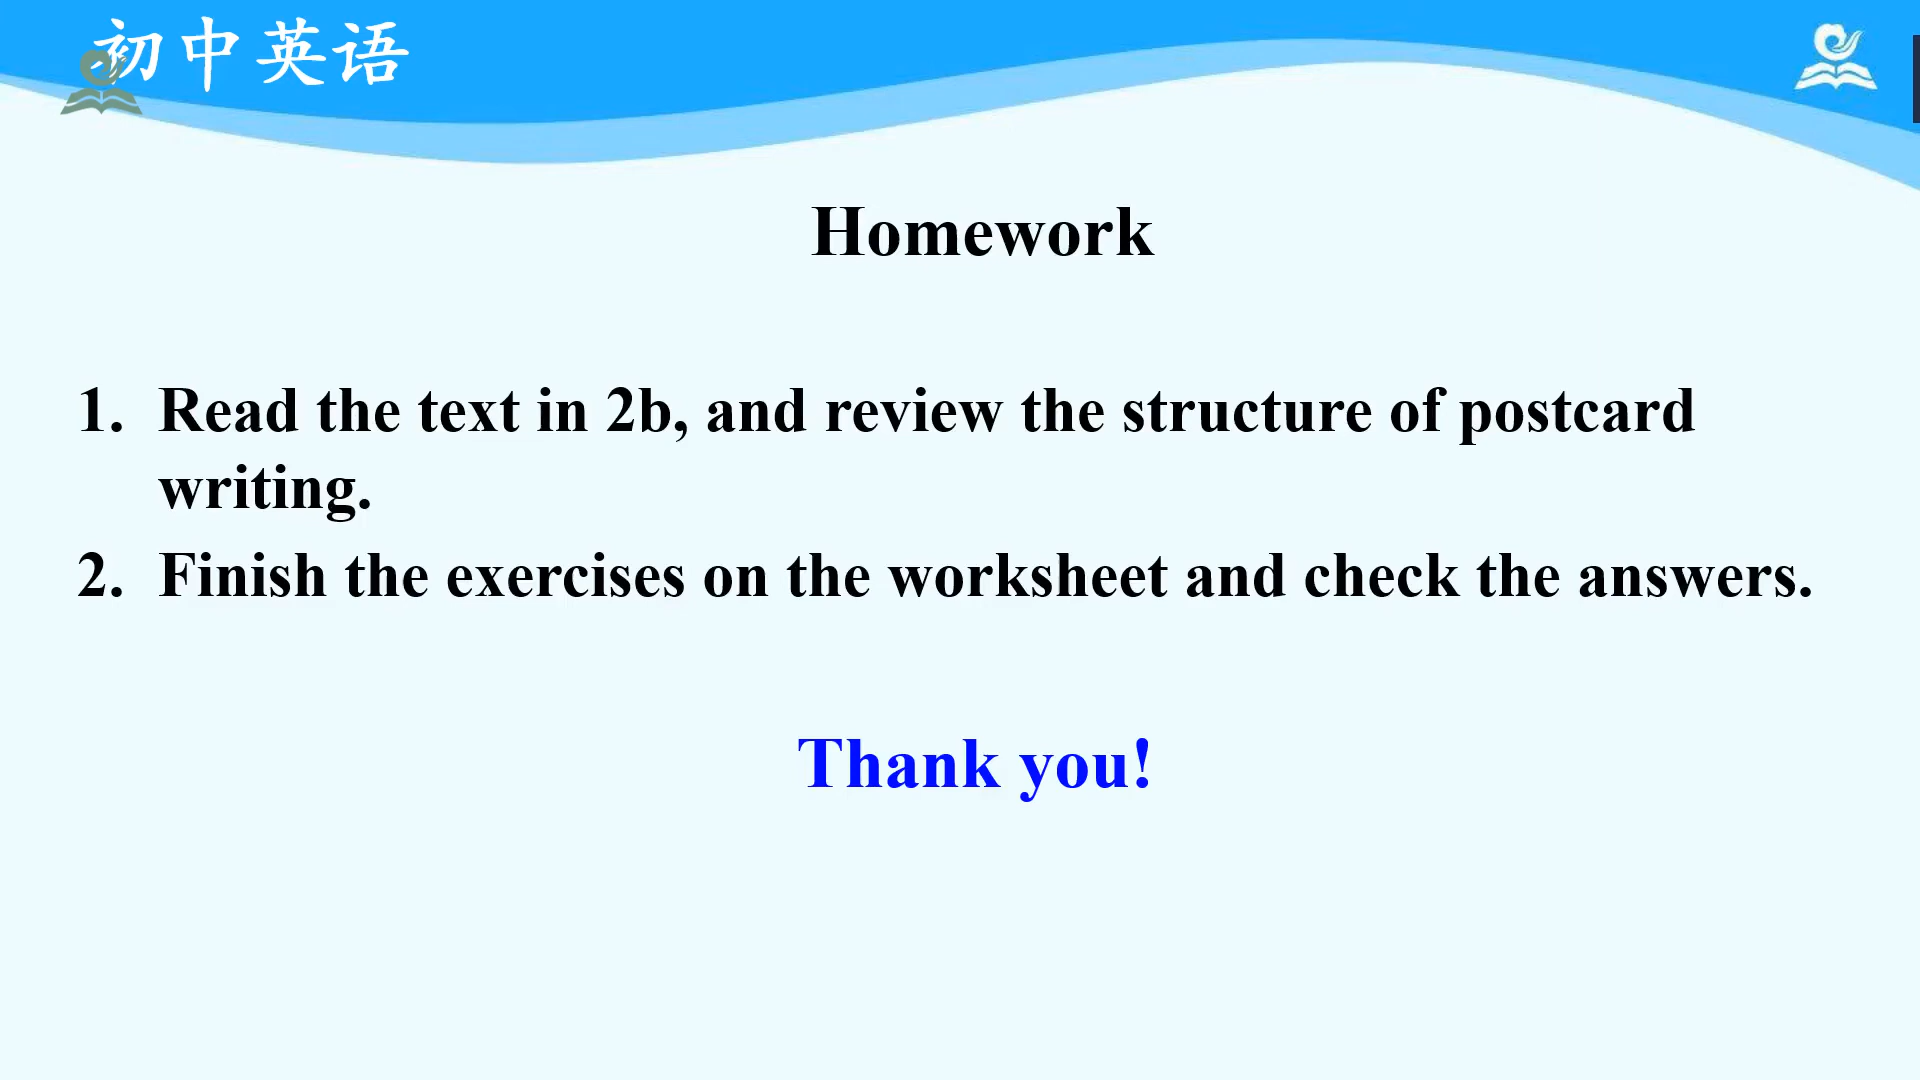 初中英语
Homework
1. Read the text in 2b, and review the structure of postcard
writing.
2. Finish the exercises on the worksheet and check the answers.
Thank you!